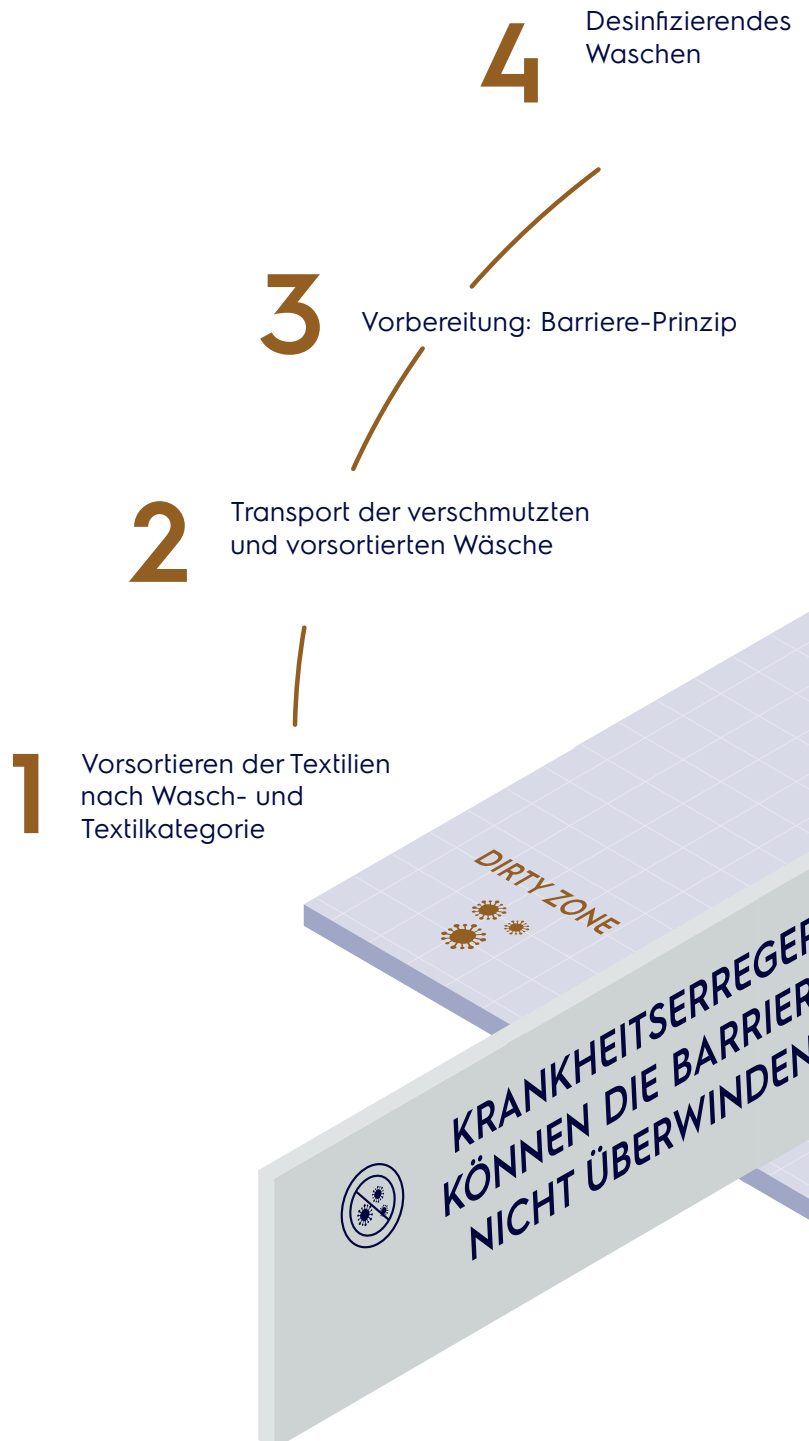 4
Desinfizierendes
Waschen
3
Vorbereitung: Barriere-Prinzip
2
Transport der verschmutzten
und vorsortierten Wäsche
1
Vorsortieren der Textilien
nach Wasch- und
Textilkategorie
DIRTY ZONE
KRANKHEITSERREGER
KÖNNEN DIE BARRIER
NICHT ÜBERWINDEN